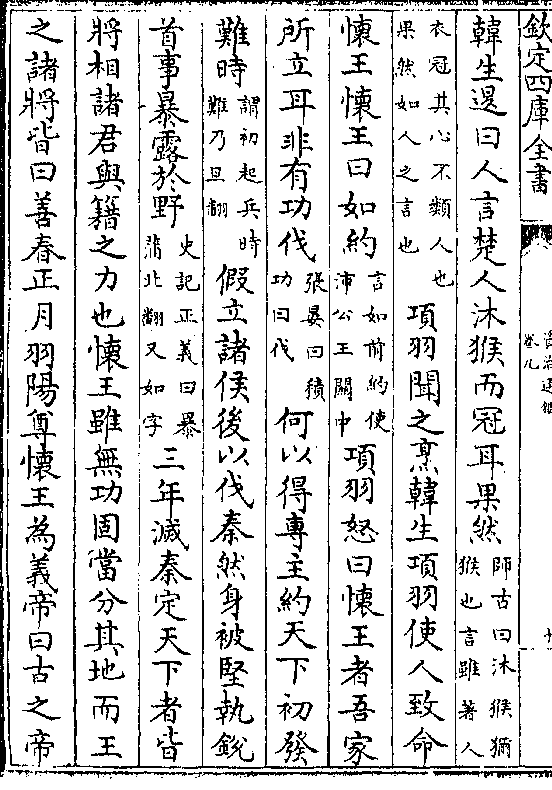 欽定四庫全書
資治通鑑
卷九
韓生退曰人言楚人沐猴而冠耳果然師古曰沐猴獼猴也言雖著人
衣冠其心不類人也果然如人之言也項羽聞之烹韓生項羽使人致命
懷王懷王曰如約言如前約使沛公王關中項羽怒曰懷王者吾家
所立耳非有功伐張晏曰積功曰伐何以得專主約天下初發
難時謂初起兵時難乃旦翻假立諸侯後以伐秦然身被堅執銳
首事暴露於野史記正義曰暴蒲北翻又如字三年滅秦定天下者皆
將相諸君與籍之力也懷王雖無功固當分其地而王
之諸將皆曰善春正月羽陽尊懷王為義帝曰古之帝